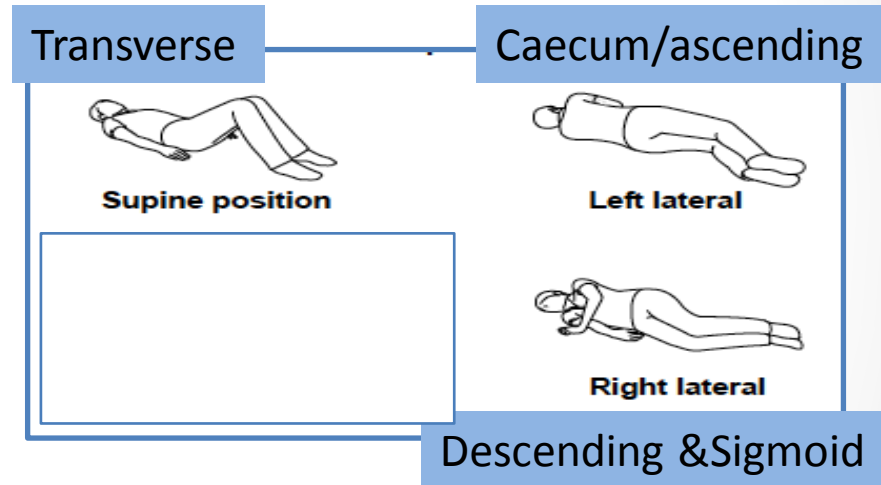 Transverse
Caecum/ascending
Supine position
Left lateral
Right lateral
Descending &Sigmoid